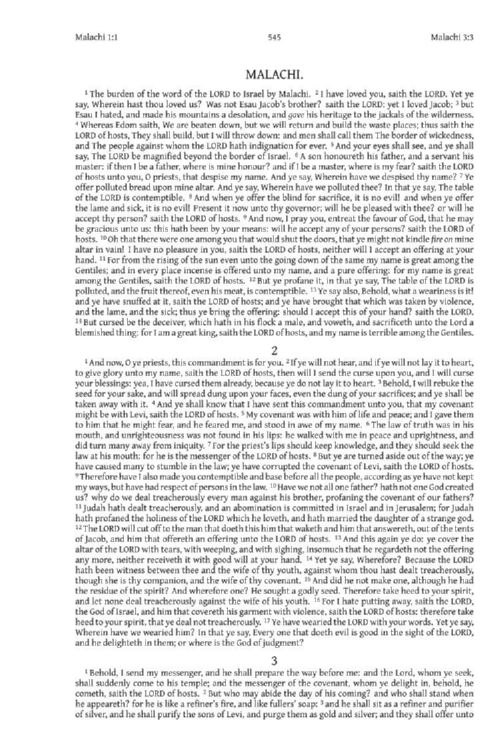 Malachi 1:1 545 Malachi 3:3
MALACHI.
¹ The burden of the word of the LORD to Israel by Malachi. ² I have loved you, saith the LORD. Yet ye
say, Wherein hast thou loved us? Was not Esau Jacob's brother? saith the LORD: yet I loved Jacob; ³ but
Esau I hated, and made his mountains a desolation, and gave his heritage to the jackals of the wilderness.
⁴ Whereas Edom saith, We are beaten down, but we will return and build the waste places; thus saith the
LORD of hosts, They shall build, but I will throw down: and men shall call them The border of wickedness,
and The people against whom the LORD hath indignation for ever. ⁵ And your eyes shall see, and ye shall
say, The LORD be magnified beyond the border of Israel. ⁶ A son honoureth his father, and a servant his
master: if then I be a father, where is mine honour? and if I be a master, where is my fear? saith the LORD
of hosts unto you, O priests, that despise my name. And ye say, Wherein have we despised thy name? ⁷ Ye
offer polluted bread upon mine altar. And ye say, Wherein have we polluted thee? In that ye say, The table
of the LORD is contemptible. ⁸ And when ye offer the blind for sacrifice, it is no evil! and when ye offer
the lame and sick, it is no evil! Present it now unto thy governor; will he be pleased with thee? or will he
accept thy person? saith the LORD of hosts. ⁹ And now, I pray you, entreat the favour of God, that he may
be gracious unto us: this hath been by your means: will he accept any of your persons? saith the LORD of
hosts. ¹⁰ Oh that there were one among you that would shut the doors, that ye might not kindle fire on mine
altar in vain! I have no pleasure in you, saith the LORD of hosts, neither will I accept an offering at your
hand. ¹¹ For from the rising of the sun even unto the going down of the same my name is great among the
Gentiles; and in every place incense is offered unto my name, and a pure offering: for my name is great
among the Gentiles, saith the LORD of hosts. ¹² But ye profane it, in that ye say, The table of the LORD is
polluted, and the fruit thereof, even his meat, is contemptible. ¹³ Ye say also, Behold, what a weariness is it!
and ye have snuffed at it, saith the LORD of hosts; and ye have brought that which was taken by violence,
and the lame, and the sick; thus ye bring the offering: should I accept this of your hand? saith the LORD.
¹⁴ But cursed be the deceiver, which hath in his flock a male, and voweth, and sacrificeth unto the Lord a
blemished thing: for I am a great king, saith the LORD of hosts, and my name is terrible among the Gentiles.
2
¹ And now, O ye priests, this commandment is for you. ² If ye will not hear, and if ye will not lay it to heart,
to give glory unto my name, saith the LORD of hosts, then will I send the curse upon you, and I will curse
your blessings: yea, I have cursed them already, because ye do not lay it to heart. ³ Behold, I will rebuke the
seed for your sake, and will spread dung upon your faces, even the dung of your sacrifices; and ye shall be
taken away with it. ⁴ And ye shall know that I have sent this commandment unto you, that my covenant
might be with Levi, saith the LORD of hosts. ⁵ My covenant was with him of life and peace; and I gave them
to him that he might fear, and he feared me, and stood in awe of my name. ⁶ The law of truth was in his
mouth, and unrighteousness was not found in his lips: he walked with me in peace and uprightness, and
did turn many away from iniquity. ⁷ For the priest's lips should keep knowledge, and they should seek the
law at his mouth: for he is the messenger of the LORD of hosts. ⁸ But ye are turned aside out of the way; ye
have caused many to stumble in the law; ye have corrupted the covenant of Levi, saith the LORD of hosts.
⁹ Therefore have I also made you contemptible and base before all the people, according as ye have not kept
my ways, but have had respect of persons in the law. ¹⁰ Have we not all one father? hath not one God created
us? why do we deal treacherously every man against his brother, profaning the covenant of our fathers?
¹¹ Judah hath dealt treacherously, and an abomination is committed in Israel and in Jerusalem; for Judah
hath profaned the holiness of the LORD which he loveth, and hath married the daughter of a strange god.
¹² The LORD will cut off to the man that doeth this him that waketh and him that answereth, out of the tents
of Jacob, and him that offereth an offering unto the LORD of hosts. ¹³ And this again ye do: ye cover the
altar of the LORD with tears, with weeping, and with sighing, insomuch that he regardeth not the offering
any more, neither receiveth it with good will at your hand. ¹⁴ Yet ye say, Wherefore? Because the LORD
hath been witness between thee and the wife of thy youth, against whom thou hast dealt treacherously,
though she is thy companion, and the wife of thy covenant. ¹⁵ And did he not make one, although he had
the residue of the spirit? And wherefore one? He sought a godly seed. Therefore take heed to your spirit,
and let none deal treacherously against the wife of his youth. ¹⁶ For I hate putting away, saith the LORD,
the God of Israel, and him that covereth his garment with violence, saith the LORD of hosts: therefore take
heed to your spirit, that ye deal not treacherously. ¹⁷ Ye have wearied the LORD with your words. Yet ye say,
Wherein have we wearied him? In that ye say, Every one that doeth evil is good in the sight of the LORD,
and he delighteth in them; or where is the God of judgment?
3
¹ Behold, I send my messenger, and he shall prepare the way before me: and the Lord, whom ye seek,
shall suddenly come to his temple; and the messenger of the covenant, whom ye delight in, behold, he
cometh, saith the LORD of hosts. ² But who may abide the day of his coming? and who shall stand when
he appeareth? for he is like a refiner's fire, and like fullers' soap: ³ and he shall sit as a refiner and purifier
of silver, and he shall purify the sons of Levi, and purge them as gold and silver; and they shall offer unto